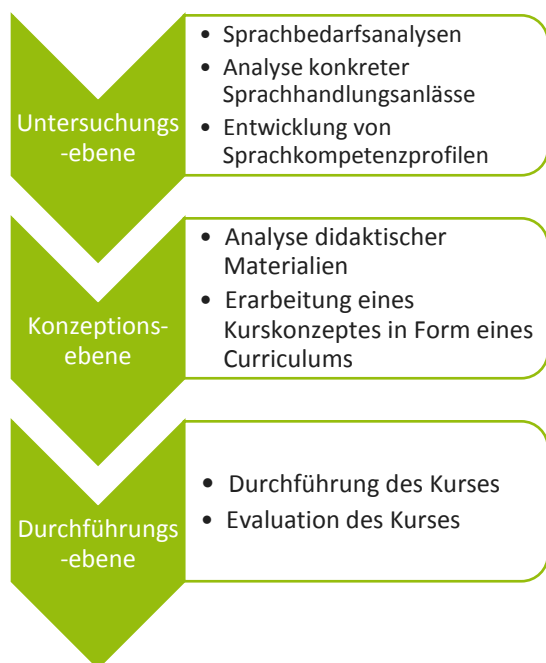 Untersuchungs
-ebene
• Sprachbedarfsanalysen
• Analyse konkreter
Sprachhandlungsanlässe
• Entwicklung von
Sprachkompetenzprofilen
Konzeptions-
ebene
• Analyse didaktischer
Materialien
• Erarbeitung eines
Kurskonzeptes in Form eines
Curriculums
Durchführungs
-ebene
• Durchführung des Kurses
• Evaluation des Kurses